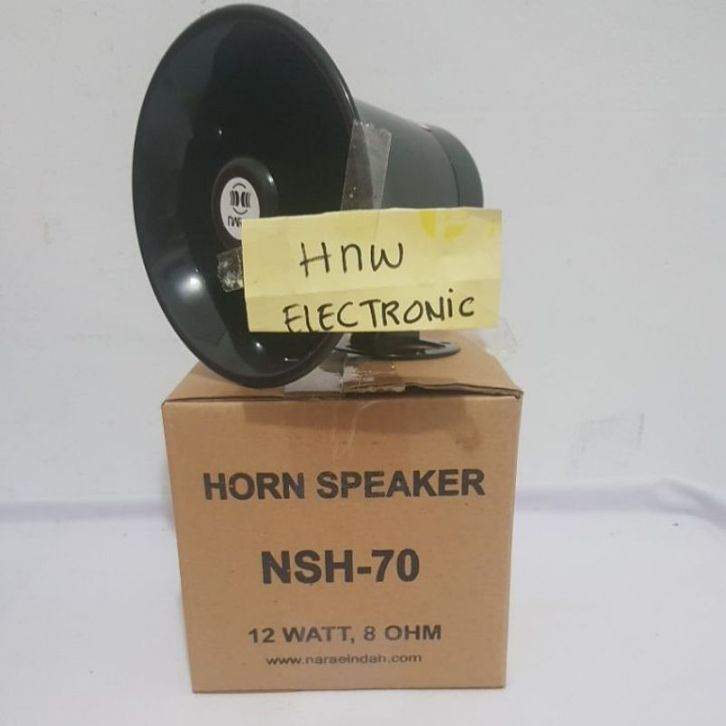 HnW
ELECTRONiC
HORN SPEAKER
NSH-70
12 WATT, 8 OHM
www.naraeindah.com